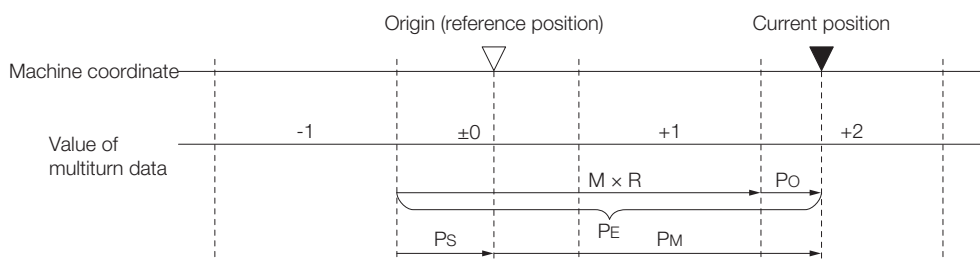 Origin (reference position) Current position
Machine coordinate
Value of
multiturn data
-1 ±0 +1 +2
M × R PO
PE
PS PM